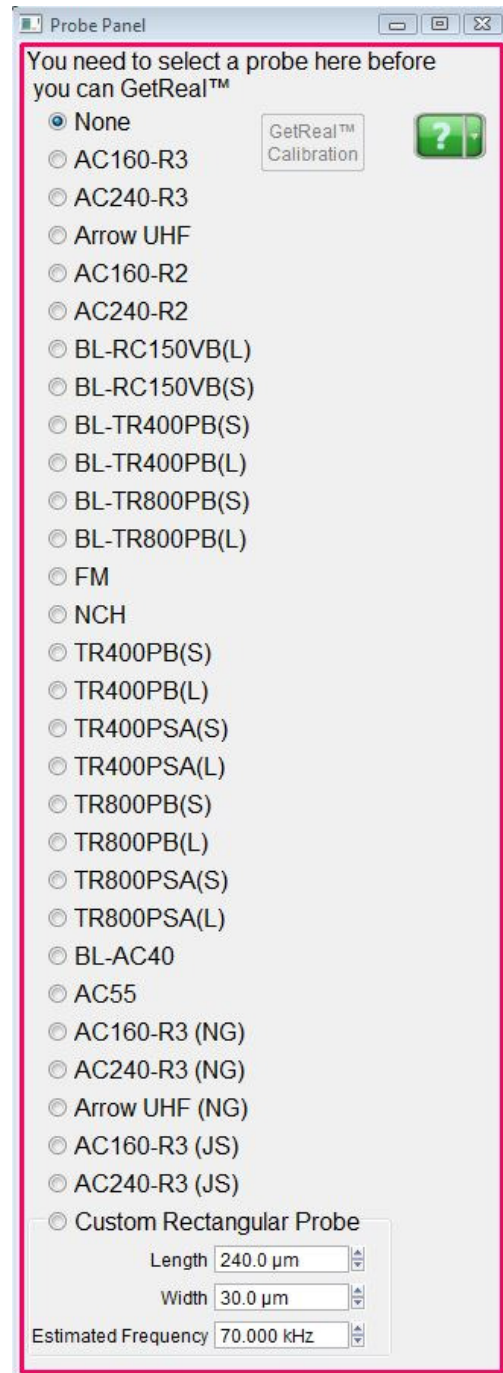 Probe Panel
You need to select a probe here before
you can GetReal™
None
GetReal™
Calibration
?
AC160-R3
AC240-R3
Arrow UHF
AC160-R2
AC240-R2
BL-RC150VB(L)
BL-RC150VB(S)
BL-TR400PB(S)
BL-TR400PB(L)
BL-TR800PB(S)
BL-TR800PB(L)
FM
NCH
TR400PB(S)
TR400PB(L)
TR400PSA(S)
TR400PSA(L)
TR800PB(S)
TR800PB(L)
TR800PSA(S)
TR800PSA(L)
BL-AC40
AC55
AC160-R3 (NG)
AC240-R3 (NG)
Arrow UHF (NG)
AC160-R3 (JS)
AC240-R3 (JS)
Custom Rectangular Probe
Length 240.0 µm
Width 30.0 µm
Estimated Frequency 70.000 kHz